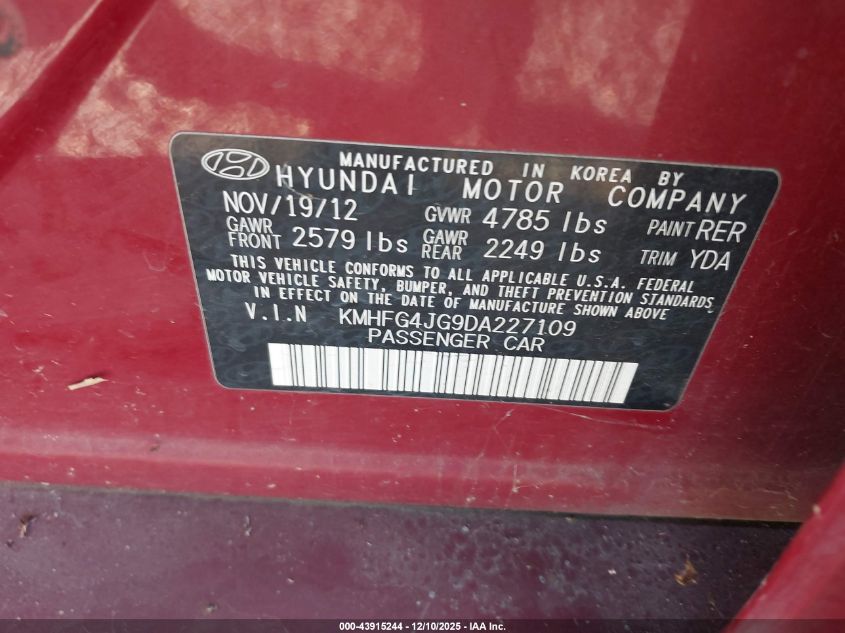 MANUFACTURED IN KOREA BY
HYUNDAI MOTOR COMPANY
NOV/19/12 GVWR 4785 lbs PAINT RER
GAWR FRONT 2579 lbs GAWR REAR 2249 lbs TRIM YDA
THIS VEHICLE CONFORMS TO ALL APPLICABLE U.S.A. FEDERAL
MOTOR VEHICLE SAFETY, BUMPER, AND THEFT PREVENTION STANDARDS
IN EFFECT ON THE DATE OF MANUFACTURE SHOWN ABOVE
V.I.N KMHFG4JG9DA227109
PASSENGER CAR
000-43915244 - 12/10/2025 - IAA Inc.